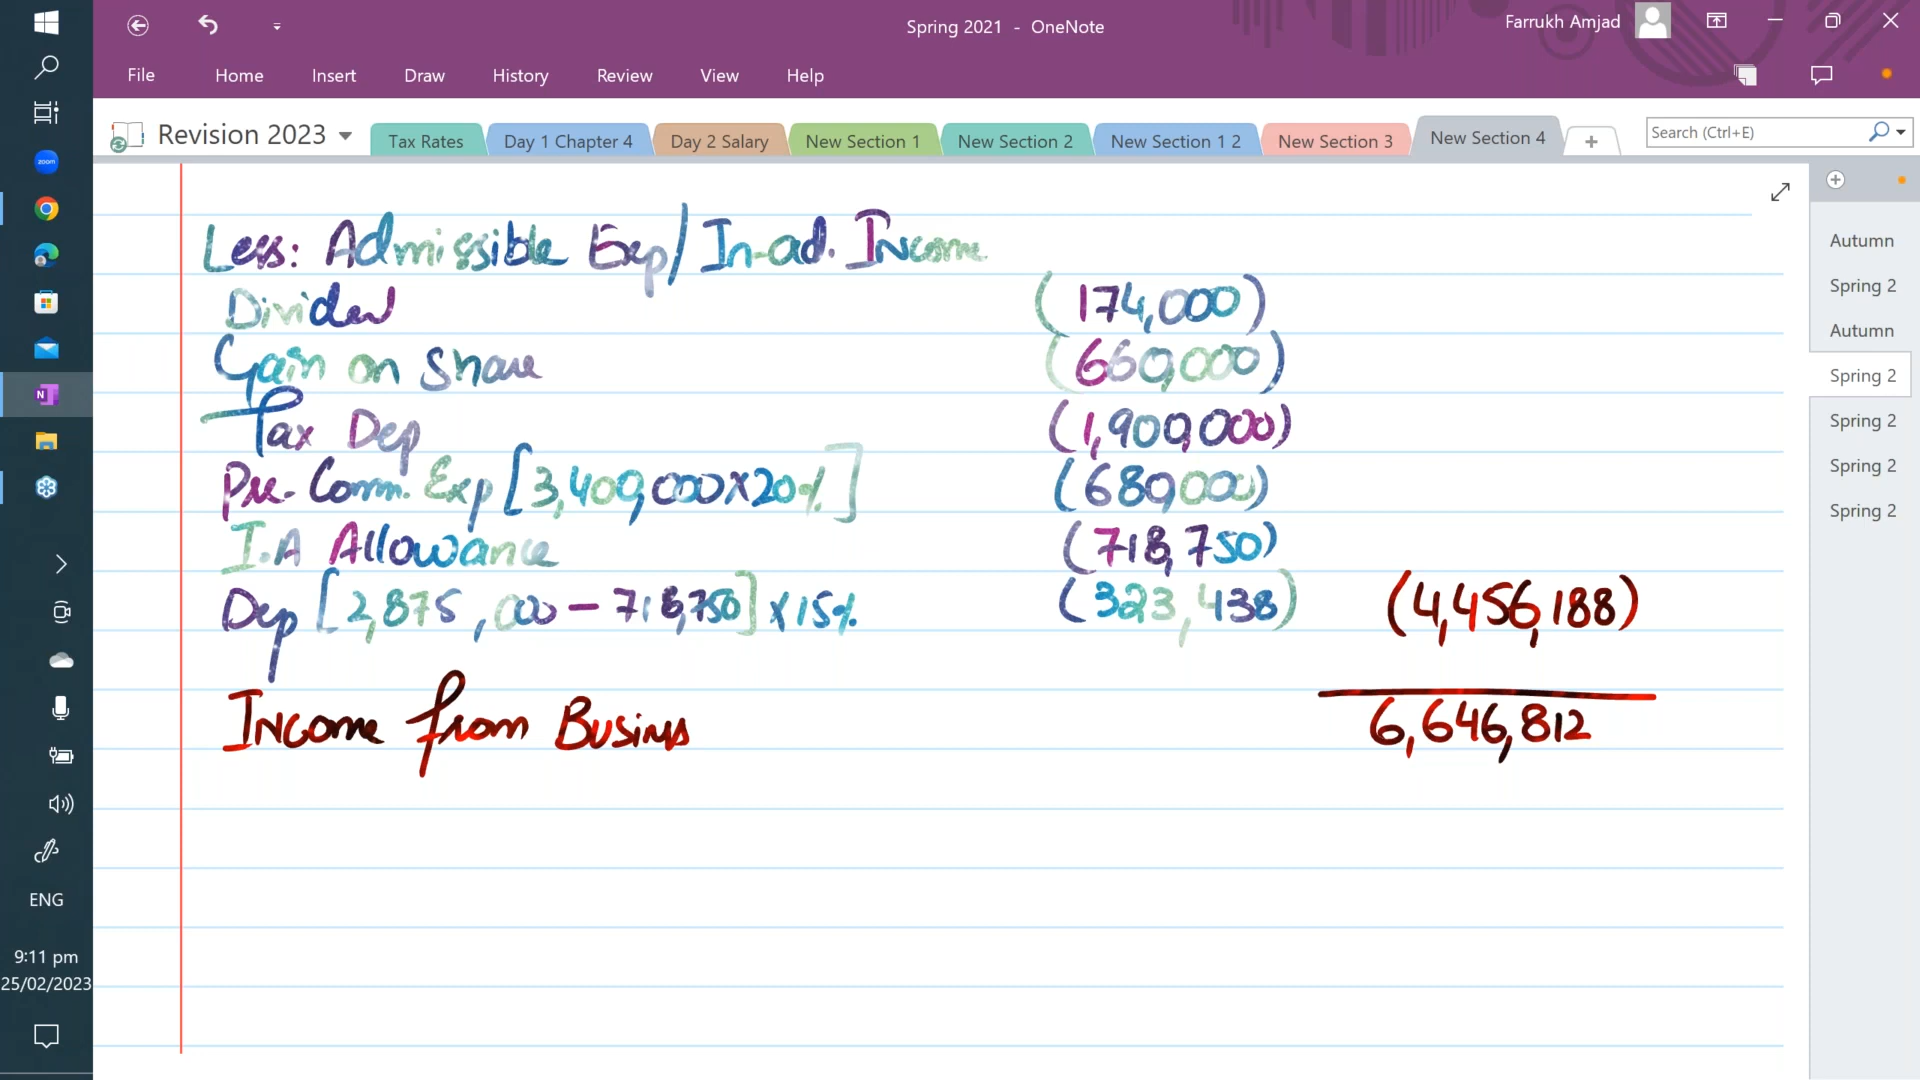 Spring 2021 - OneNote
Farrukh Amjad
File Home Insert Draw History Review View Help
Revision 2023
Tax Rates Day 1 Chapter 4 Day 2 Salary New Section 1 New Section 2 New Section 1 2 New Section 3 New Section 4
Search (Ctrl+E)
zoom
N
Less: Admissible Exp/In-ad. Income
Dividend (174,000)
Gain on Share (660,000)
Tax Dep (1,900,000)
Pre-Comm. Exp [3,400,000x20%] (680,000)
I.A Allowance (718,750)
Dep [2,875,000 - 718,750] x15% (323,438) (4,456,188)
Income from Business 6,646,812
Autumn
Spring 2
Autumn
Spring 2
Spring 2
Spring 2
Spring 2
ENG
9:11 pm
25/02/2023